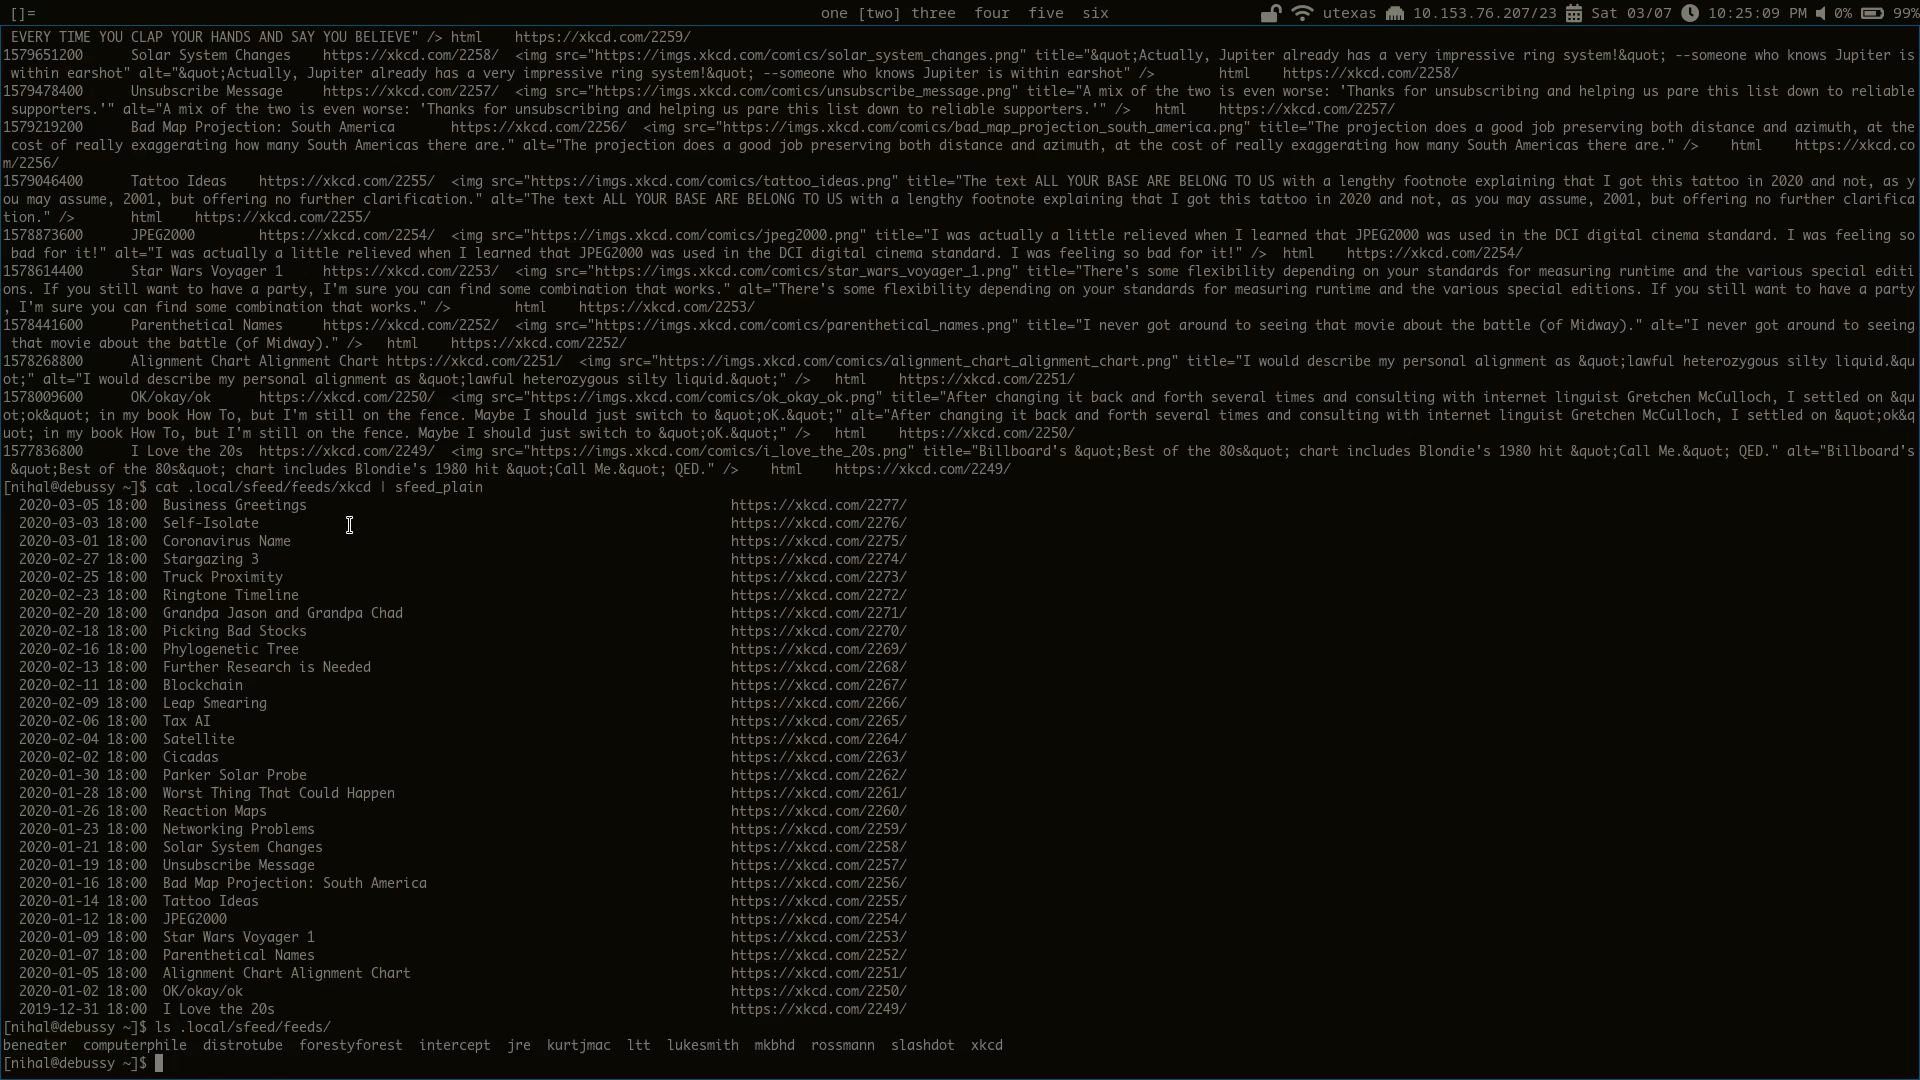 []= one [two] three four five six utexas 10.153.76.207/23 Sat 03/07 10:25:09 PM 0% 99%
EVERY TIME YOU CLAP YOUR HANDS AND SAY YOU BELIEVE" /> html https://xkcd.com/2259/
1579651200 Solar System Changes https://xkcd.com/2258/ <img src="https://imgs.xkcd.com/comics/solar_system_changes.png" title="&quot;Actually, Jupiter already has a very impressive ring system!&quot; --someone who knows Jupiter is
within earshot" alt="&quot;Actually, Jupiter already has a very impressive ring system!&quot; --someone who knows Jupiter is within earshot" /> html https://xkcd.com/2258/
1579478400 Unsubscribe Message https://xkcd.com/2257/ <img src="https://imgs.xkcd.com/comics/unsubscribe_message.png" title="A mix of the two is even worse: 'Thanks for unsubscribing and helping us pare this list down to reliable
supporters.'" alt="A mix of the two is even worse: 'Thanks for unsubscribing and helping us pare this list down to reliable supporters.'" /> html https://xkcd.com/2257/
1579219200 Bad Map Projection: South America https://xkcd.com/2256/ <img src="https://imgs.xkcd.com/comics/bad_map_projection_south_america.png" title="The projection does a good job preserving both distance and azimuth, at the
cost of really exaggerating how many South Americas there are." alt="The projection does a good job preserving both distance and azimuth, at the cost of really exaggerating how many South Americas there are." /> html https://xkcd.co
m/2256/
1579046400 Tattoo Ideas https://xkcd.com/2255/ <img src="https://imgs.xkcd.com/comics/tattoo_ideas.png" title="The text ALL YOUR BASE ARE BELONG TO US with a lengthy footnote explaining that I got this tattoo in 2020 and not, as y
ou may assume, 2001, but offering no further clarification." alt="The text ALL YOUR BASE ARE BELONG TO US with a lengthy footnote explaining that I got this tattoo in 2020 and not, as you may assume, 2001, but offering no further clarifica
tion." /> html https://xkcd.com/2255/
1578873600 JPEG2000 https://xkcd.com/2254/ <img src="https://imgs.xkcd.com/comics/jpeg2000.png" title="I was actually a little relieved when I learned that JPEG2000 was used in the DCI digital cinema standard. I was feeling so
bad for it!" alt="I was actually a little relieved when I learned that JPEG2000 was used in the DCI digital cinema standard. I was feeling so bad for it!" /> html https://xkcd.com/2254/
1578614400 Star Wars Voyager 1 https://xkcd.com/2253/ <img src="https://imgs.xkcd.com/comics/star_wars_voyager_1.png" title="There's some flexibility depending on your standards for measuring runtime and the various special editi
ons. If you still want to have a party, I'm sure you can find some combination that works." alt="There's some flexibility depending on your standards for measuring runtime and the various special editions. If you still want to have a party
, I'm sure you can find some combination that works." /> html https://xkcd.com/2253/
1578441600 Parenthetical Names https://xkcd.com/2252/ <img src="https://imgs.xkcd.com/comics/parenthetical_names.png" title="I never got around to seeing that movie about the battle (of Midway)." alt="I never got around to seeing
that movie about the battle (of Midway)." /> html https://xkcd.com/2252/
1578268800 Alignment Chart Alignment Chart https://xkcd.com/2251/ <img src="https://imgs.xkcd.com/comics/alignment_chart_alignment_chart.png" title="I would describe my personal alignment as &quot;lawful heterozygous silty liquid.&qu
ot;" alt="I would describe my personal alignment as &quot;lawful heterozygous silty liquid.&quot;" /> html https://xkcd.com/2251/
1578009600 OK/okay/ok https://xkcd.com/2250/ <img src="https://imgs.xkcd.com/comics/ok_okay_ok.png" title="After changing it back and forth several times and consulting with internet linguist Gretchen McCulloch, I settled on &qu
ot;ok&quot; in my book How To, but I'm still on the fence. Maybe I should just switch to &quot;oK.&quot;" alt="After changing it back and forth several times and consulting with internet linguist Gretchen McCulloch, I settled on &quot;ok&q
uot; in my book How To, but I'm still on the fence. Maybe I should just switch to &quot;oK.&quot;" /> html https://xkcd.com/2250/
1577836800 I Love the 20s https://xkcd.com/2249/ <img src="https://imgs.xkcd.com/comics/i_love_the_20s.png" title="Billboard's &quot;Best of the 80s&quot; chart includes Blondie's 1980 hit &quot;Call Me.&quot; QED." alt="Billboard's
&quot;Best of the 80s&quot; chart includes Blondie's 1980 hit &quot;Call Me.&quot; QED." /> html https://xkcd.com/2249/
[nihal@debussy ~]$ cat .local/sfeed/feeds/xkcd | sfeed_plain
2020-03-05 18:00 Business Greetings https://xkcd.com/2277/
2020-03-03 18:00 Self-Isolate https://xkcd.com/2276/
2020-03-01 18:00 Coronavirus Name https://xkcd.com/2275/
2020-02-27 18:00 Stargazing 3 https://xkcd.com/2274/
2020-02-25 18:00 Truck Proximity https://xkcd.com/2273/
2020-02-23 18:00 Ringtone Timeline https://xkcd.com/2272/
2020-02-20 18:00 Grandpa Jason and Grandpa Chad https://xkcd.com/2271/
2020-02-18 18:00 Picking Bad Stocks https://xkcd.com/2270/
2020-02-16 18:00 Phylogenetic Tree https://xkcd.com/2269/
2020-02-13 18:00 Further Research is Needed https://xkcd.com/2268/
2020-02-11 18:00 Blockchain https://xkcd.com/2267/
2020-02-09 18:00 Leap Smearing https://xkcd.com/2266/
2020-02-06 18:00 Tax AI https://xkcd.com/2265/
2020-02-04 18:00 Satellite https://xkcd.com/2264/
2020-02-02 18:00 Cicadas https://xkcd.com/2263/
2020-01-30 18:00 Parker Solar Probe https://xkcd.com/2262/
2020-01-28 18:00 Worst Thing That Could Happen https://xkcd.com/2261/
2020-01-26 18:00 Reaction Maps https://xkcd.com/2260/
2020-01-23 18:00 Networking Problems https://xkcd.com/2259/
2020-01-21 18:00 Solar System Changes https://xkcd.com/2258/
2020-01-19 18:00 Unsubscribe Message https://xkcd.com/2257/
2020-01-16 18:00 Bad Map Projection: South America https://xkcd.com/2256/
2020-01-14 18:00 Tattoo Ideas https://xkcd.com/2255/
2020-01-12 18:00 JPEG2000 https://xkcd.com/2254/
2020-01-09 18:00 Star Wars Voyager 1 https://xkcd.com/2253/
2020-01-07 18:00 Parenthetical Names https://xkcd.com/2252/
2020-01-05 18:00 Alignment Chart Alignment Chart https://xkcd.com/2251/
2020-01-02 18:00 OK/okay/ok https://xkcd.com/2250/
2019-12-31 18:00 I Love the 20s https://xkcd.com/2249/
[nihal@debussy ~]$ ls .local/sfeed/feeds/
beneater computerphile distrotube forestyforest intercept jre kurtjmac ltt lukesmith mkbhd rossmann slashdot xkcd
[nihal@debussy ~]$